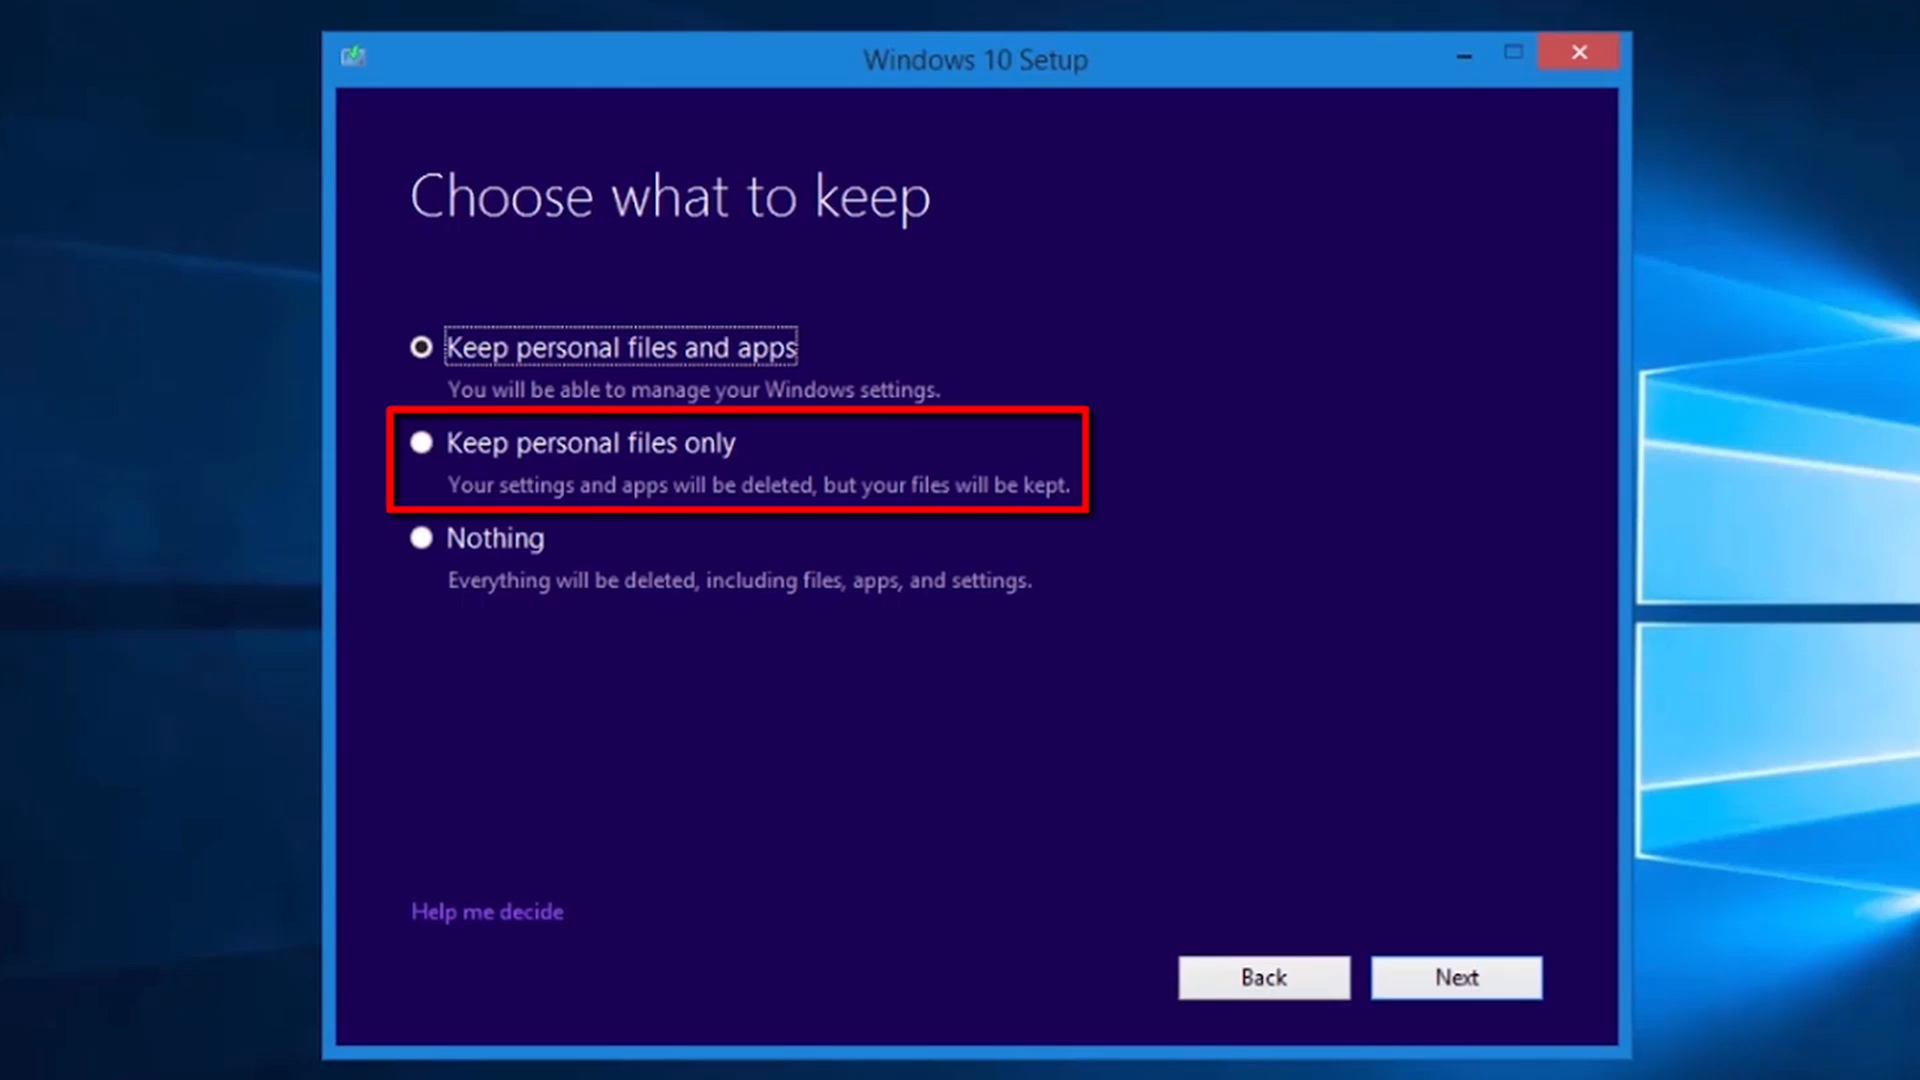 Windows 10 Setup
Choose what to keep
Keep personal files and apps
You will be able to manage your Windows settings.
Keep personal files only
Your settings and apps will be deleted, but your files will be kept.
Nothing
Everything will be deleted, including files, apps, and settings.
Help me decide
Back
Next